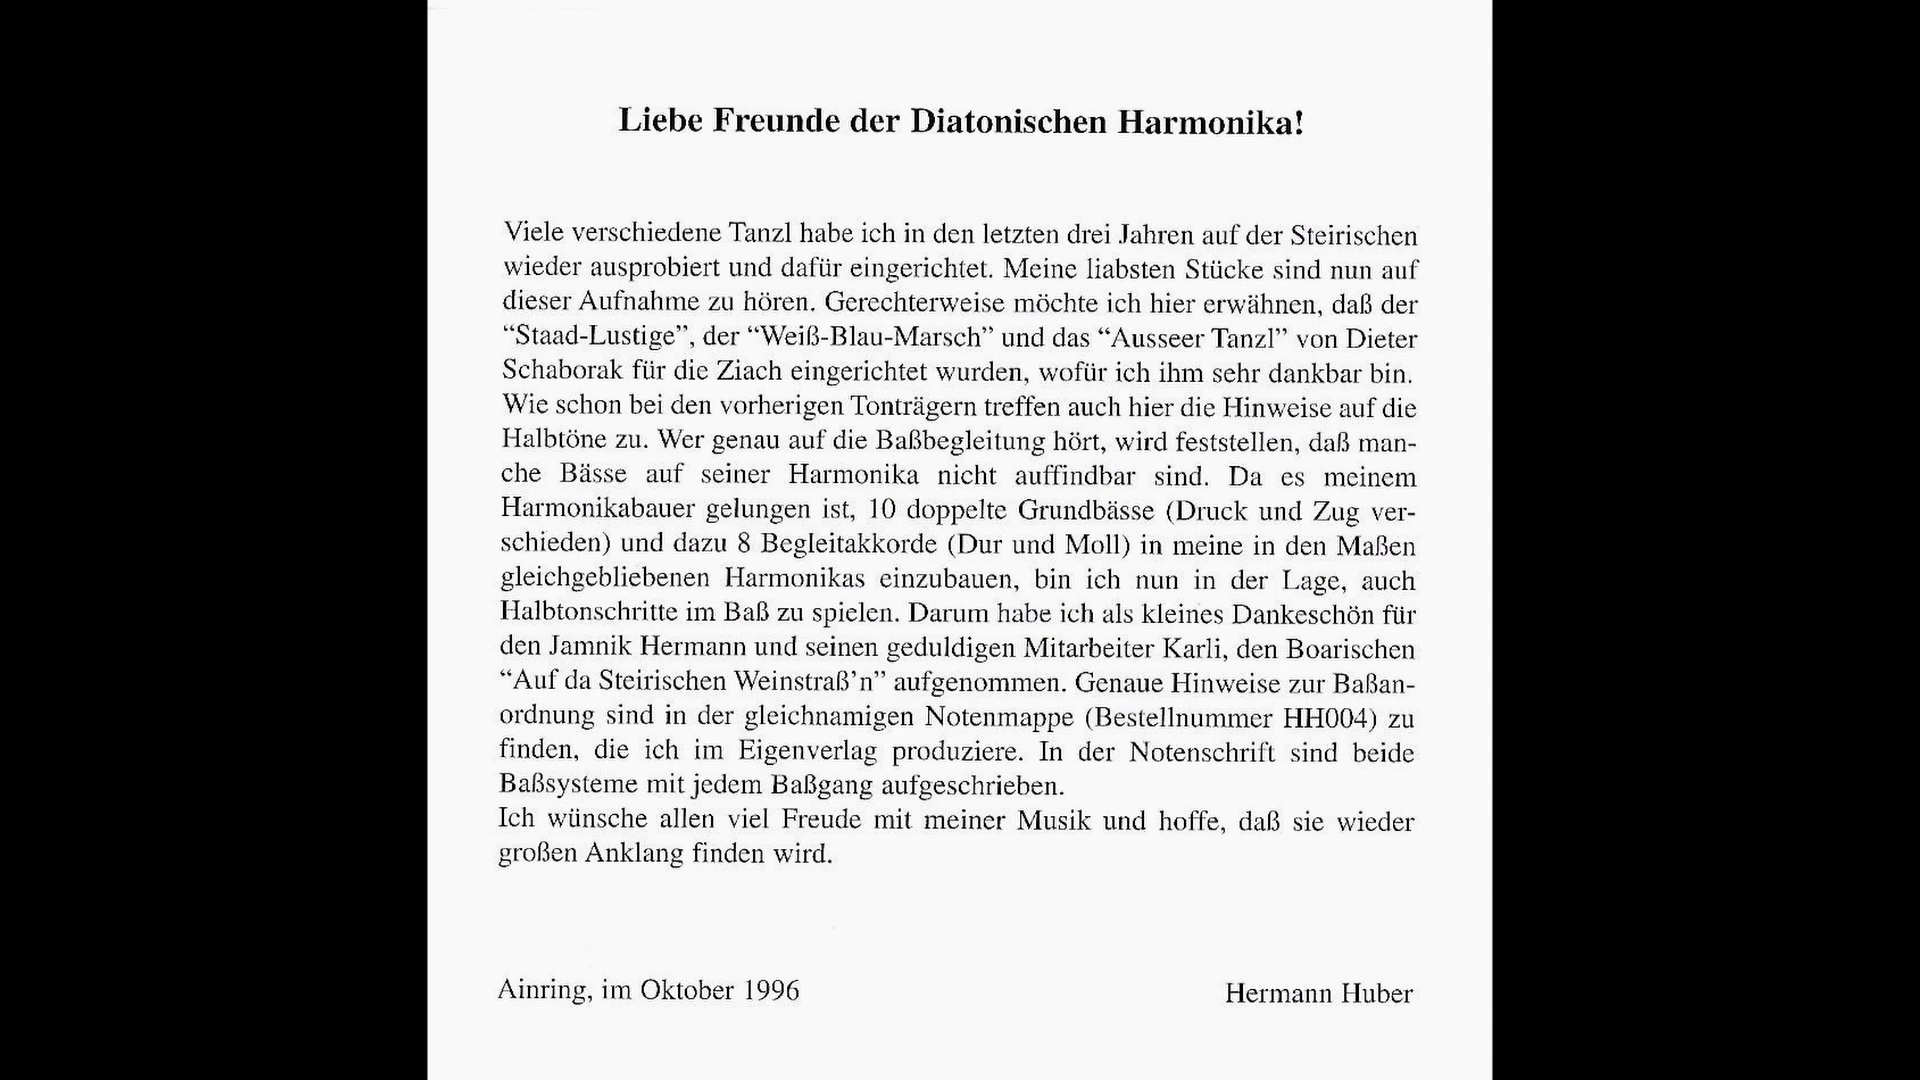 Liebe Freunde der Diatonischen Harmonika!
Viele verschiedene Tanzl habe ich in den letzten drei Jahren auf der Steirischen
wieder ausprobiert und dafür eingerichtet. Meine liabsten Stücke sind nun auf
dieser Aufnahme zu hören. Gerechterweise möchte ich hier erwähnen, daß der
“Staad-Lustige”, der “Weiß-Blau-Marsch” und das “Ausseer Tanzl” von Dieter
Schaborak für die Ziach eingerichtet wurden, wofür ich ihm sehr dankbar bin.
Wie schon bei den vorherigen Tonträgern treffen auch hier die Hinweise auf die
Halbtöne zu. Wer genau auf die Baßbegleitung hört, wird feststellen, daß man-
che Bässe auf seiner Harmonika nicht auffindbar sind. Da es meinem
Harmonikabauer gelungen ist, 10 doppelte Grundbässe (Druck und Zug ver-
schieden) und dazu 8 Begleitakkorde (Dur und Moll) in meine in den Maßen
gleichgebliebenen Harmonikas einzubauen, bin ich nun in der Lage, auch
Halbtonschritte im Baß zu spielen. Darum habe ich als kleines Dankeschön für
den Jamnik Hermann und seinen geduldigen Mitarbeiter Karli, den Boarischen
“Auf da Steirischen Weinstraß’n” aufgenommen. Genaue Hinweise zur Baßan-
ordnung sind in der gleichnamigen Notenmappe (Bestellnummer HH004) zu
finden, die ich im Eigenverlag produziere. In der Notenschrift sind beide
Baßsysteme mit jedem Baßgang aufgeschrieben.
Ich wünsche allen viel Freude mit meiner Musik und hoffe, daß sie wieder
großen Anklang finden wird.
Ainring, im Oktober 1996
Hermann Huber